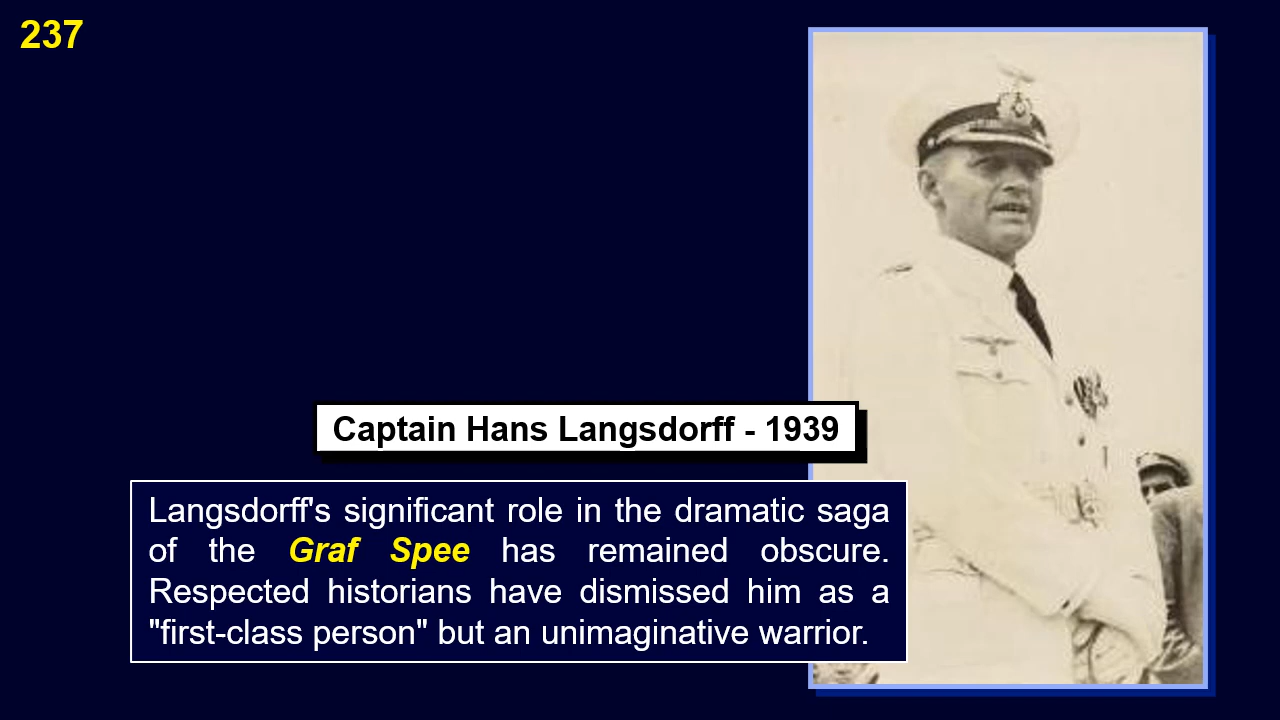 237
Captain Hans Langsdorff - 1939
Langsdorff's significant role in the dramatic saga
of the Graf Spee has remained obscure.
Respected historians have dismissed him as a
"first-class person" but an unimaginative warrior.